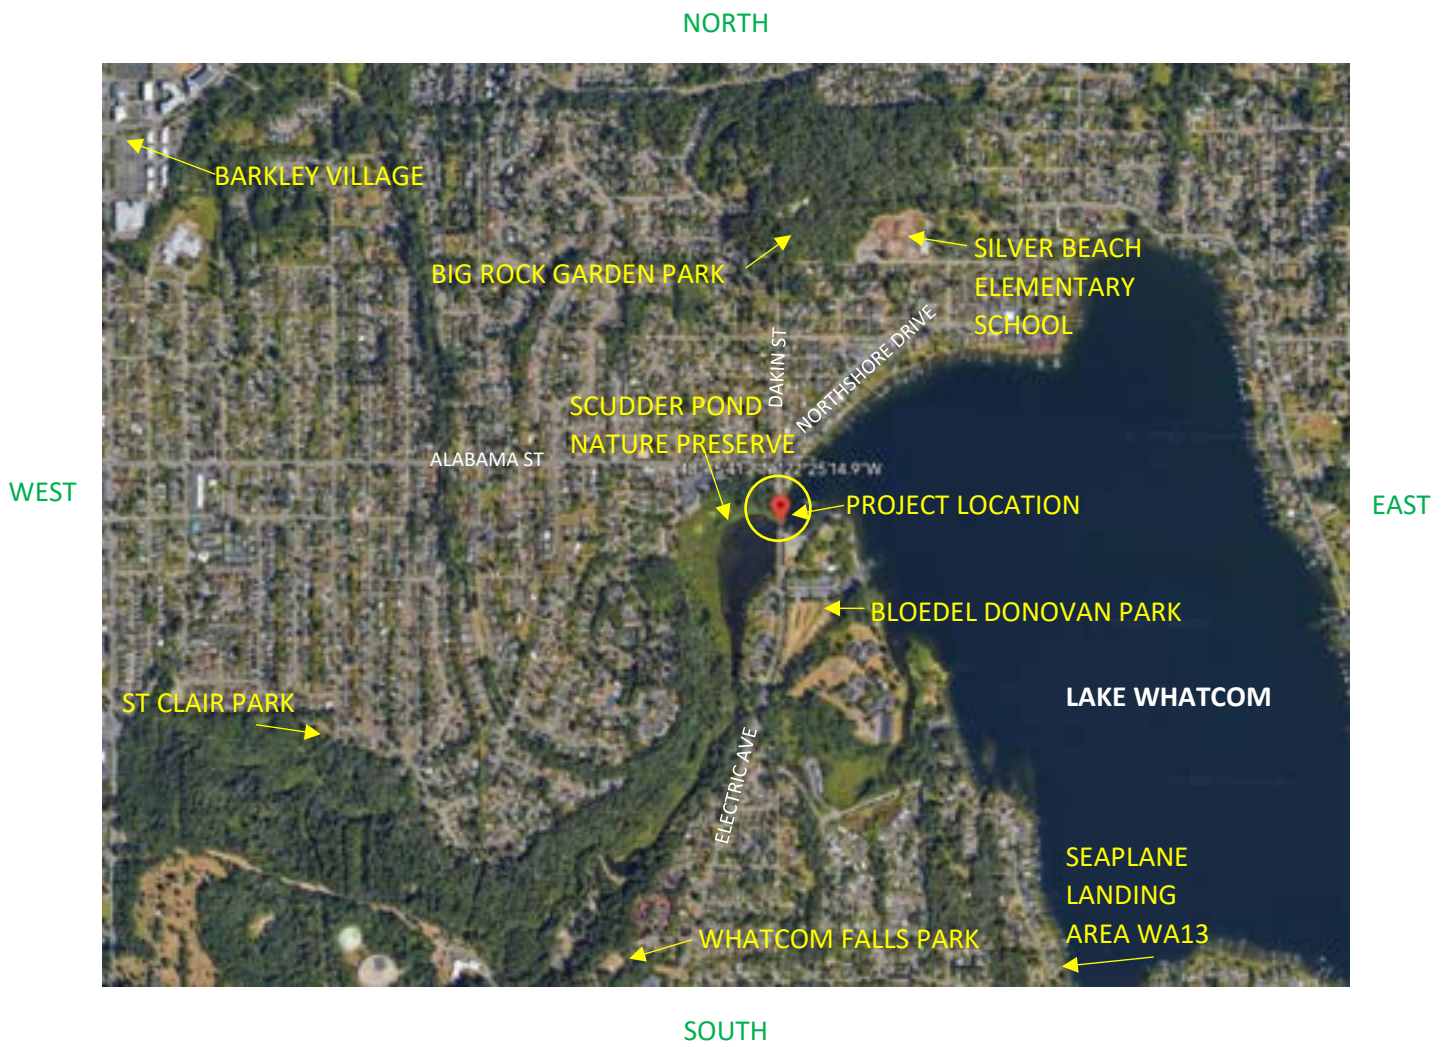 NORTH
BARKLEY VILLAGE
BIG ROCK GARDEN PARK
SILVER BEACH
ELEMENTARY
SCHOOL
DAKIN ST
NORTHSHORE DRIVE
SCUDDER POND
NATURE PRESERVE
ALABAMA ST
WEST
PROJECT LOCATION
EAST
BLOEDEL DONOVAN PARK
ST CLAIR PARK
LAKE WHATCOM
ELECTRIC AVE
SEAPLANE
LANDING
AREA WA13
WHATCOM FALLS PARK
SOUTH